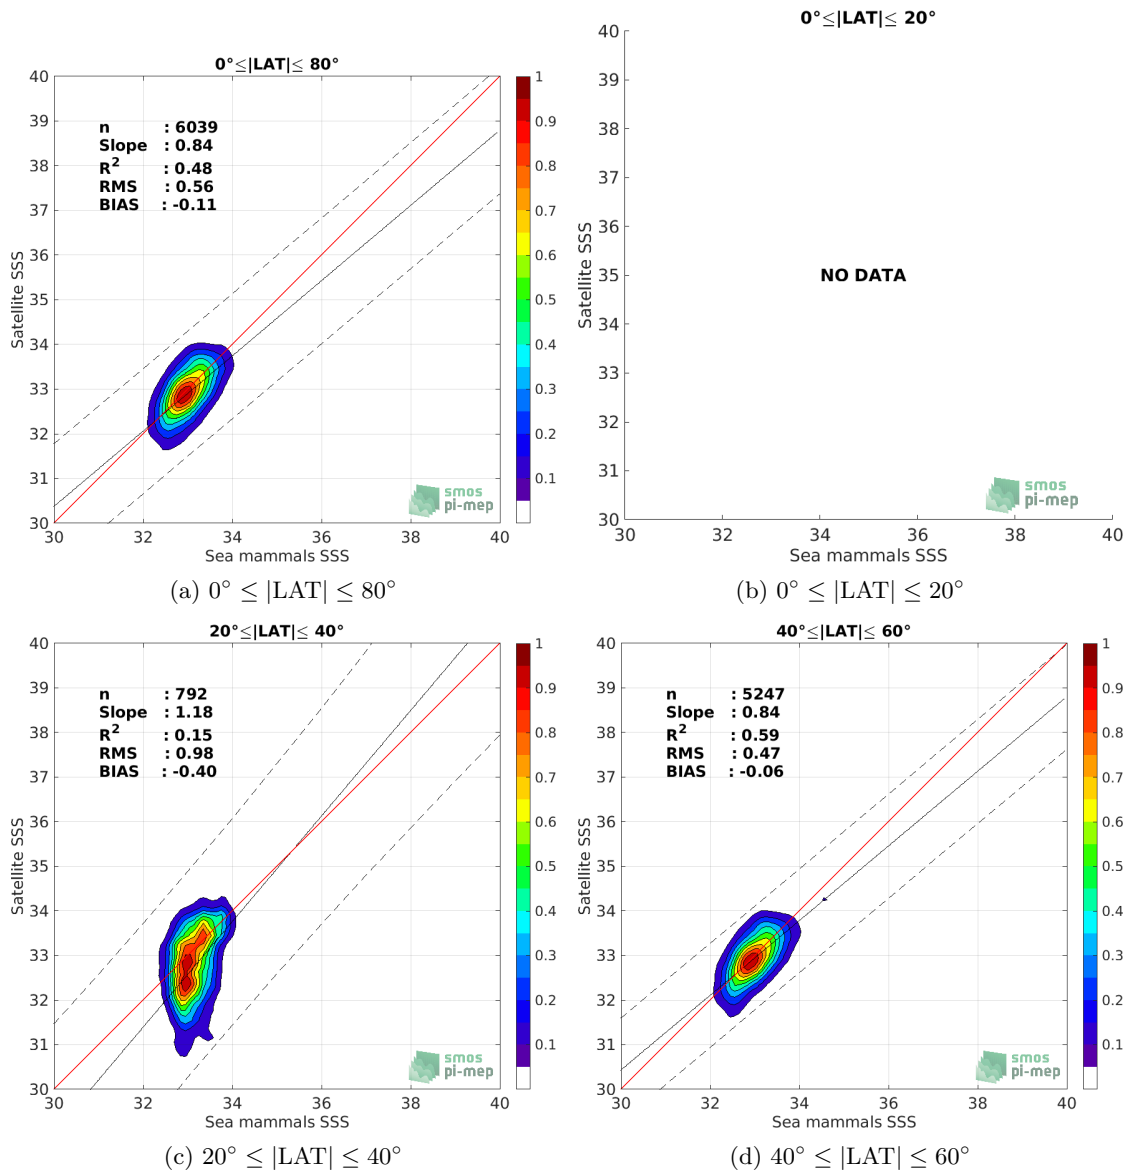 0°≤|LAT|≤ 80°
40
39
38
37
36
35
34
33
32
31
30
Satellite SSS
n : 6039
Slope : 0.84
R² : 0.48
RMS : 0.56
BIAS : -0.11
smos
pi-mep
30 32 34 36 38 40
Sea mammals SSS
1
0.9
0.8
0.7
0.6
0.5
0.4
0.3
0.2
0.1
(a) 0° ≤ |LAT| ≤ 80°
0°≤|LAT|≤ 20°
40
39
38
37
36
35
34
33
32
31
30
Satellite SSS
NO DATA
smos
pi-mep
30 32 34 36 38 40
Sea mammals SSS
(b) 0° ≤ |LAT| ≤ 20°
20°≤|LAT|≤ 40°
40
39
38
37
36
35
34
33
32
31
30
Satellite SSS
n : 792
Slope : 1.18
R² : 0.15
RMS : 0.98
BIAS : -0.40
smos
pi-mep
30 32 34 36 38 40
Sea mammals SSS
1
0.9
0.8
0.7
0.6
0.5
0.4
0.3
0.2
0.1
(c) 20° ≤ |LAT| ≤ 40°
40°≤|LAT|≤ 60°
40
39
38
37
36
35
34
33
32
31
30
Satellite SSS
n : 5247
Slope : 0.84
R² : 0.59
RMS : 0.47
BIAS : -0.06
smos
pi-mep
30 32 34 36 38 40
Sea mammals SSS
1
0.9
0.8
0.7
0.6
0.5
0.4
0.3
0.2
0.1
(d) 40° ≤ |LAT| ≤ 60°